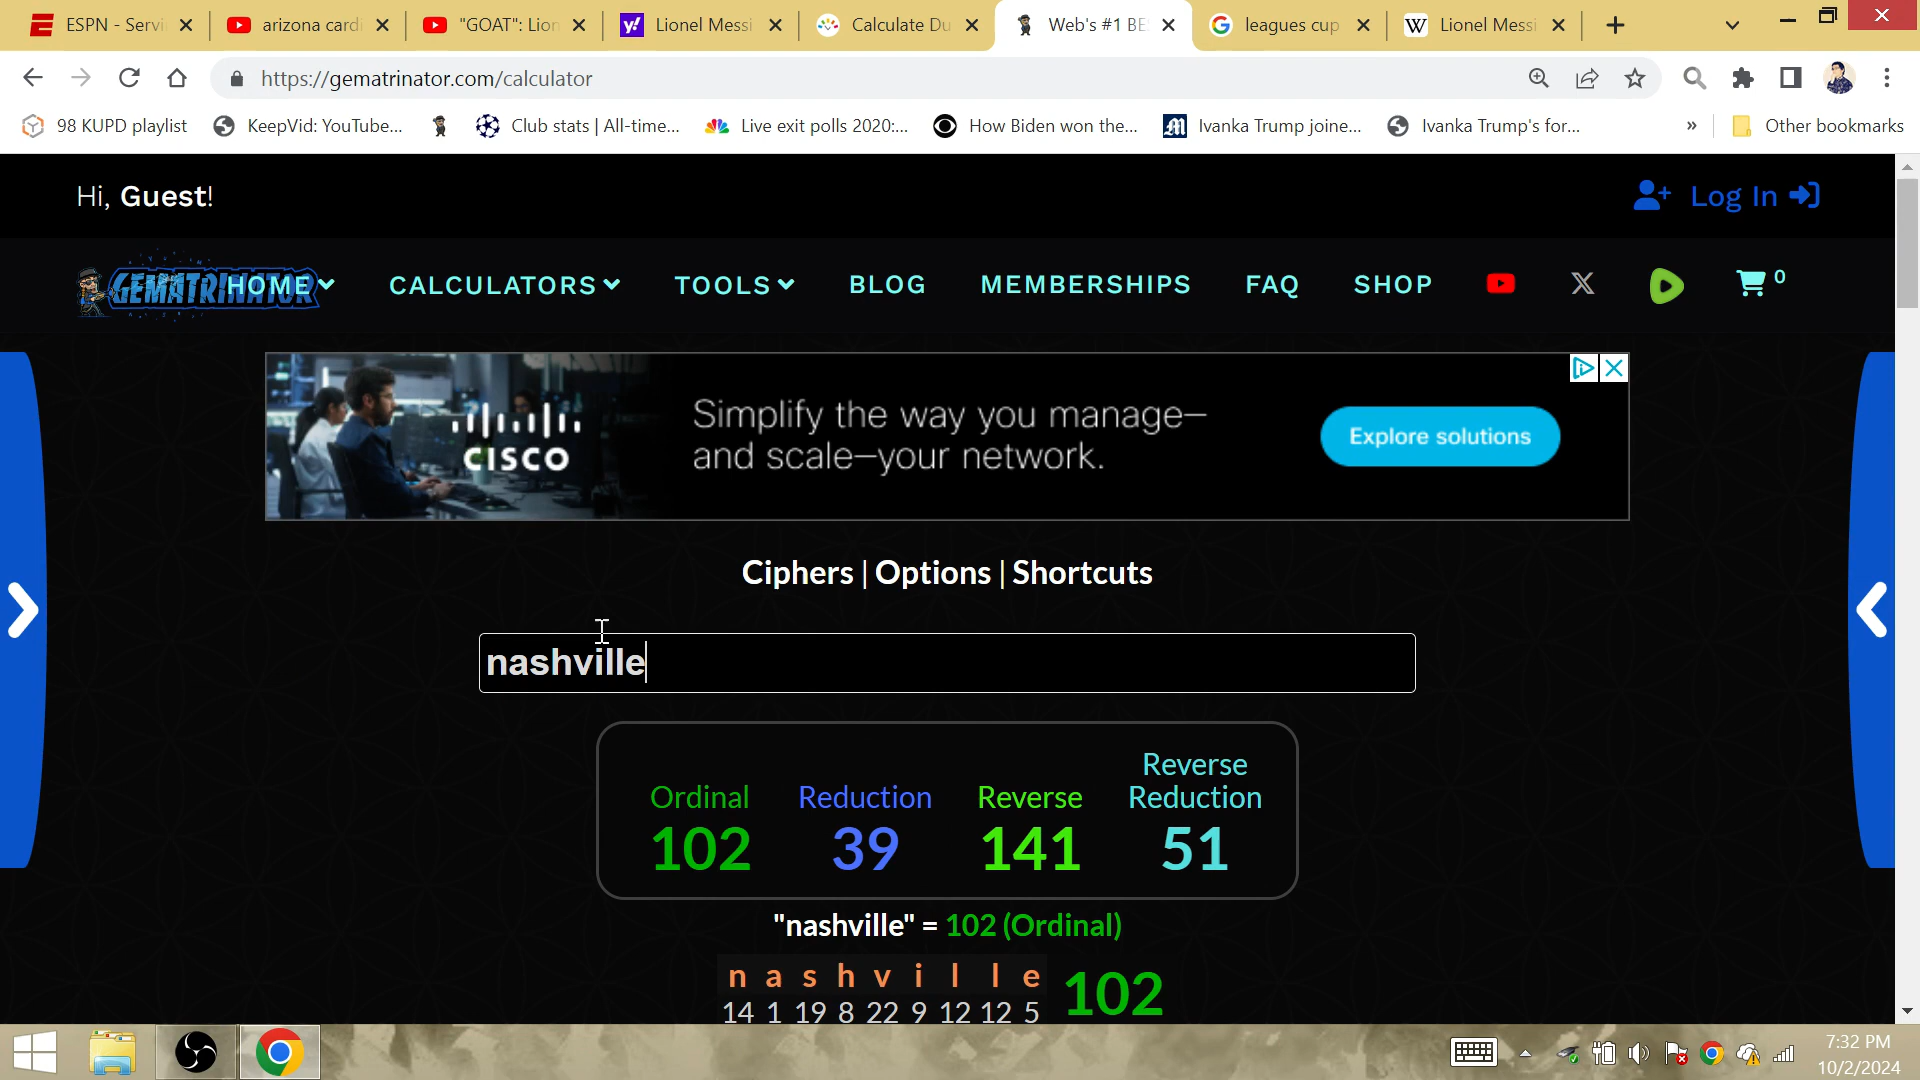 ESPN - Servi
arizona cardi
"GOAT": Lion
Lionel Messi
Calculate Du
Web's #1 BE
leagues cup
Lionel Messi
https://gematrinator.com/calculator
98 KUPD playlist
KeepVid: YouTube...
Club stats | All-time...
Live exit polls 2020:...
How Biden won the...
Ivanka Trump joine...
Ivanka Trump's for...
»
Other bookmarks
Hi, Guest!
Log In
GEMATRINATOR
HOME
CALCULATORS
TOOLS
BLOG
MEMBERSHIPS
FAQ
SHOP
0
CISCO
Simplify the way you manage—
and scale—your network.
Explore solutions
Ciphers | Options | Shortcuts
nashville
Ordinal
102
Reduction
39
Reverse
141
Reverse
Reduction
51
"nashville" = 102 (Ordinal)
n a s h v i l l e
14 1 19 8 22 9 12 12 5
102
7:32 PM
10/2/2024